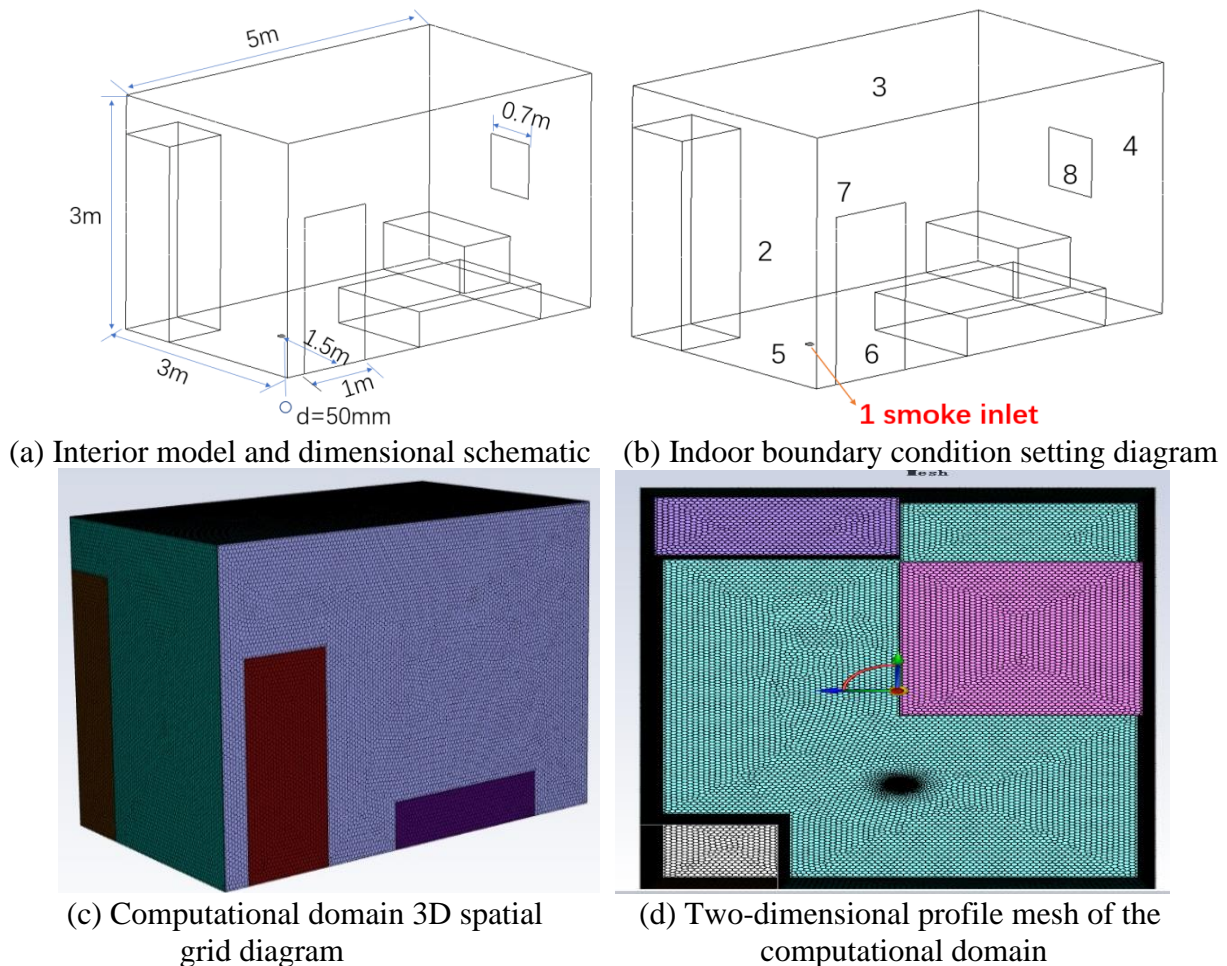 5m
0.7m
3m
1.5m
3m
1m
d=50mm
3
4
8
7
2
5
6
1 smoke inlet
(a) Interior model and dimensional schematic
(b) Indoor boundary condition setting diagram
Mesh
(c) Computational domain 3D spatial
grid diagram
(d) Two-dimensional profile mesh of the
computational domain